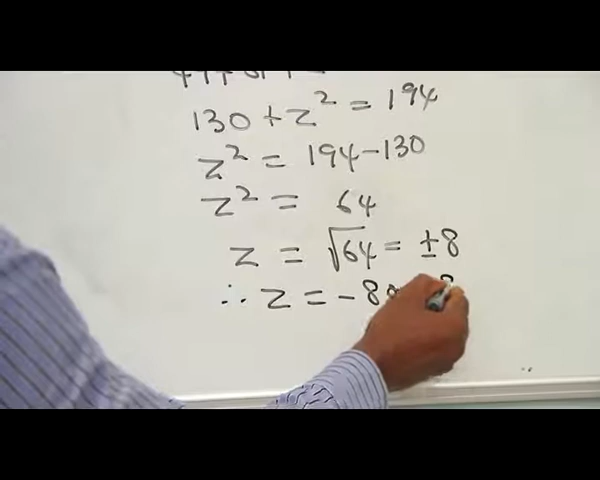 130 + z² = 194
z² = 194 - 130
z² = 64
z = √64 = ±8
∴ z = -8